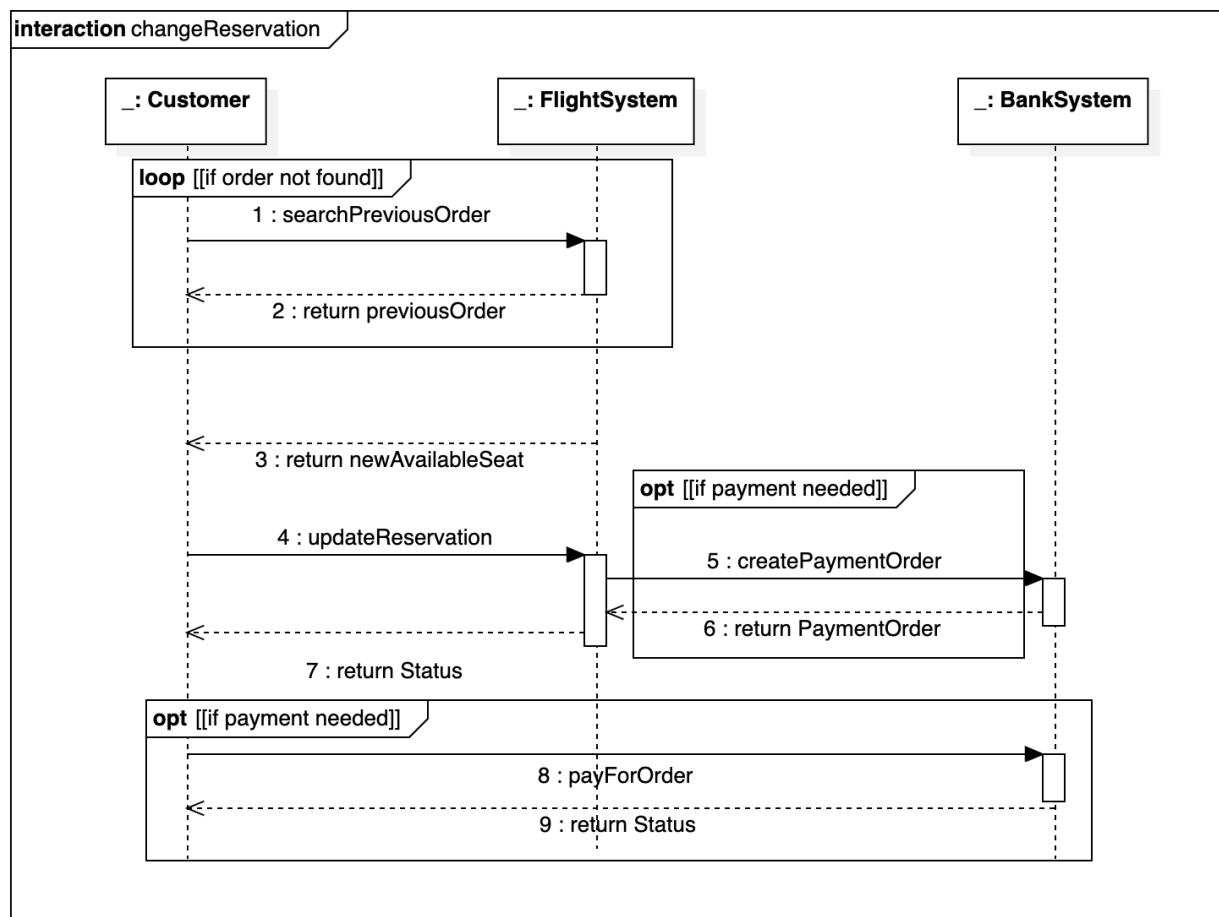 interaction changeReservation
_: Customer
_: FlightSystem
_: BankSystem
loop [[if order not found]]
1 : searchPreviousOrder
2 : return previousOrder
3 : return newAvailableSeat
opt [[if payment needed]]
4 : updateReservation
5 : createPaymentOrder
6 : return PaymentOrder
7 : return Status
opt [[if payment needed]]
8 : payForOrder
9 : return Status